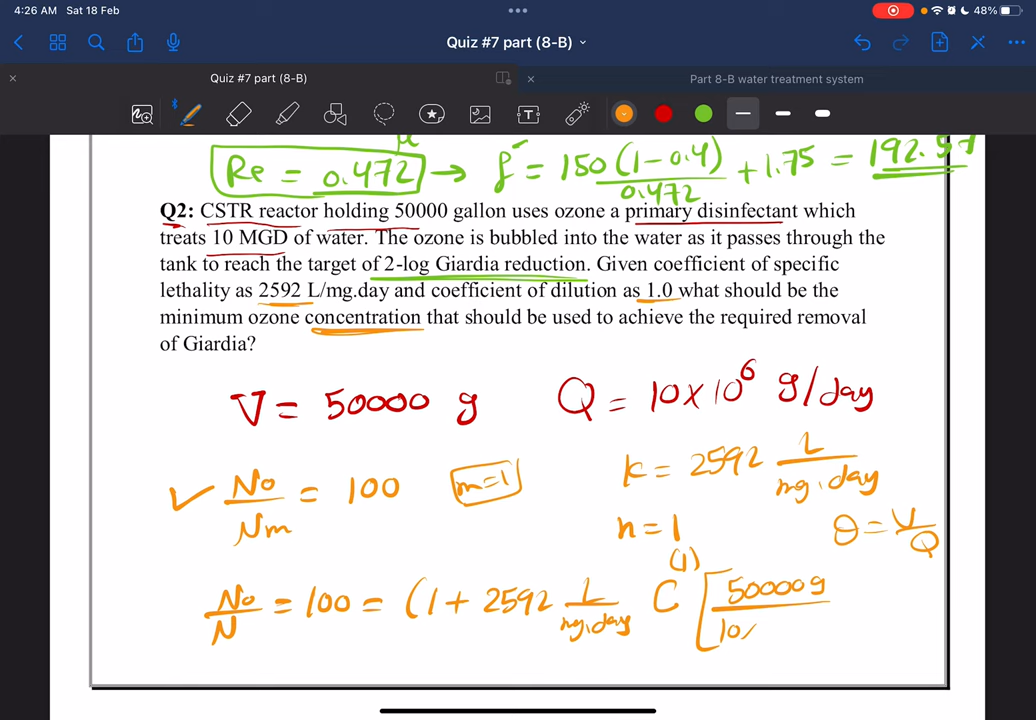 4:26 AM Sat 18 Feb 48%
Quiz #7 part (8-B)
Quiz #7 part (8-B) Part 8-B water treatment system
μ
Re = 0.472 → f = 150 (1-0.4) / 0.472 + 1.75 = 192.
Q2: CSTR reactor holding 50000 gallon uses ozone a primary disinfectant which
treats 10 MGD of water. The ozone is bubbled into the water as it passes through the
tank to reach the target of 2-log Giardia reduction. Given coefficient of specific
lethality as 2592 L/mg.day and coefficient of dilution as 1.0 what should be the
minimum ozone concentration that should be used to achieve the required removal
of Giardia?
V = 50000 g Q = 10×10^6 g/day
✓ No/Nm = 100 m=1 K = 2592 L/mg.day
n = 1 θ = V/Q
No/N = 100 = (1 + 2592 L/mg.day C^(1) [50000g/10